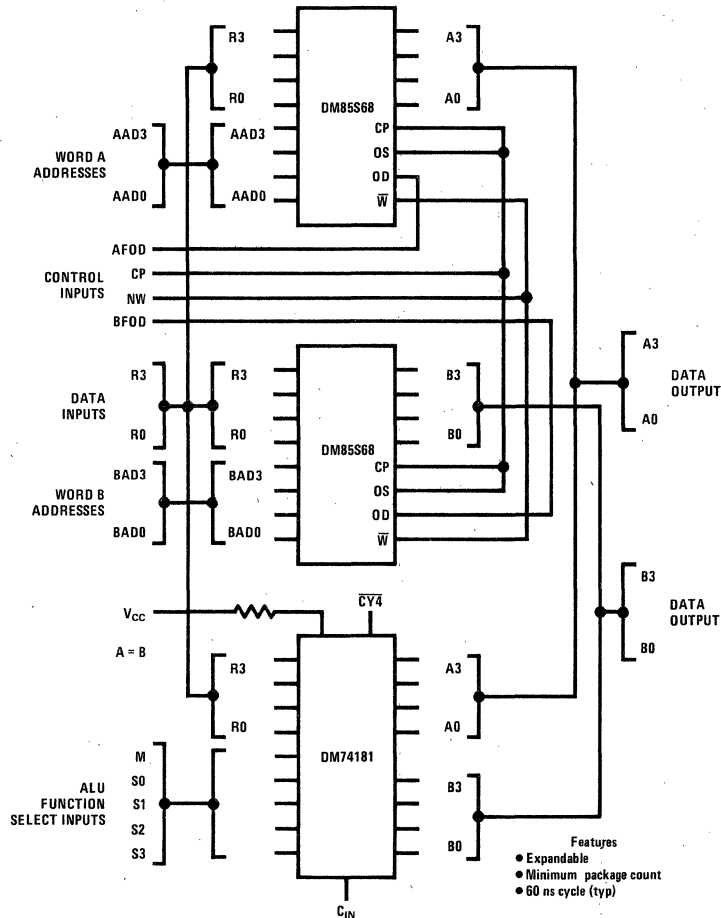 R3
R0
AAD3
AAD0
WORD A
ADDRESSES
AAD3
AAD0
DM85S68
CP
OS
OD
W̅
A3
A0
AFOD
CP
CONTROL
INPUTS
NW
BFOD
R3
DATA
INPUTS
R0
R3
R0
BAD3
WORD B
ADDRESSES
BAD0
BAD3
BAD0
DM85S68
CP
OS
OD
W̅
B3
B0
A3
DATA
OUTPUT
A0
B3
DATA
OUTPUT
B0
VCC
C̅Y̅4̅
A = B
R3
R0
M
S0
S1
S2
S3
ALU
FUNCTION
SELECT INPUTS
DM74181
A3
A0
B3
B0
CIN
Features
● Expandable
● Minimum package count
● 60 ns cycle (typ)